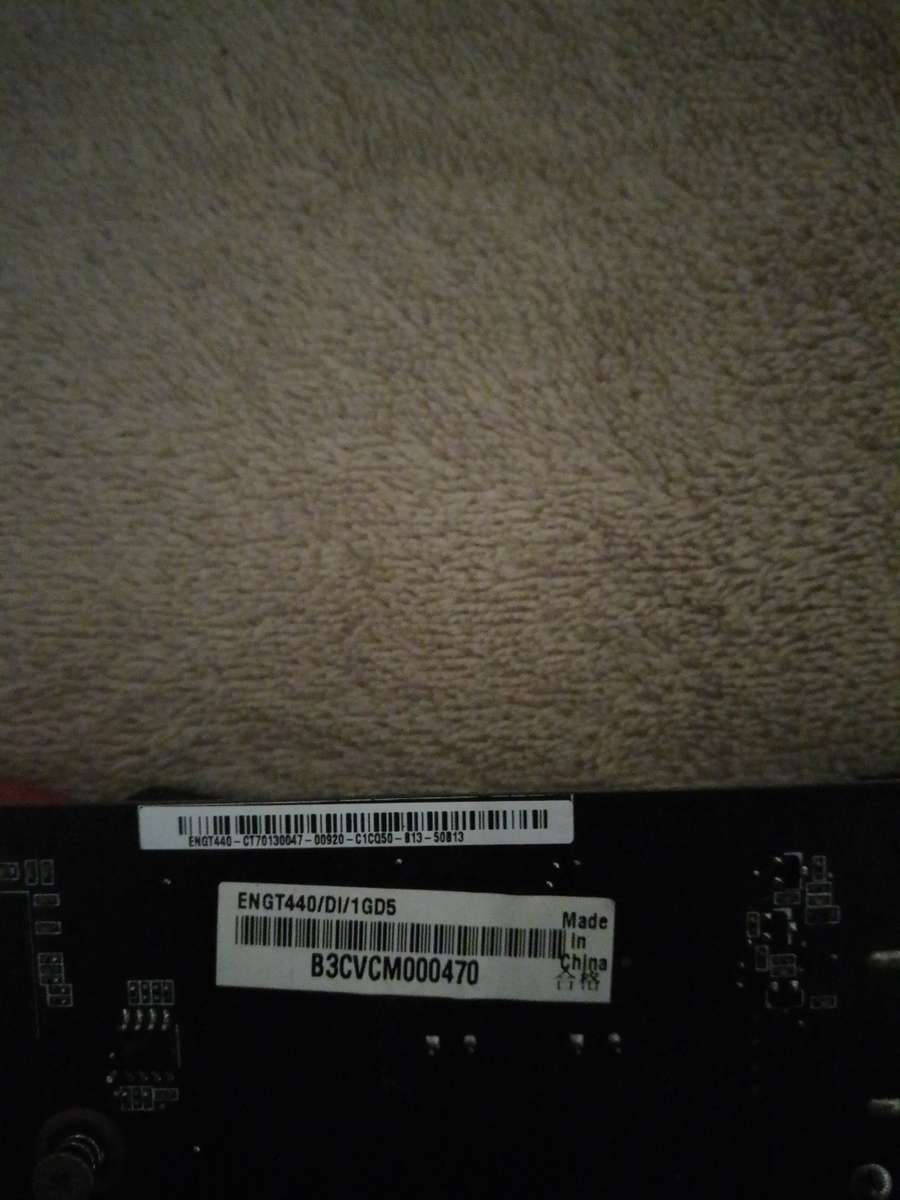 ENGT440-CT70130047-00920-C1CQ50-B13-50B13
ENGT440/DI/1GD5
Made
in
China
合格
B3CVCM000470